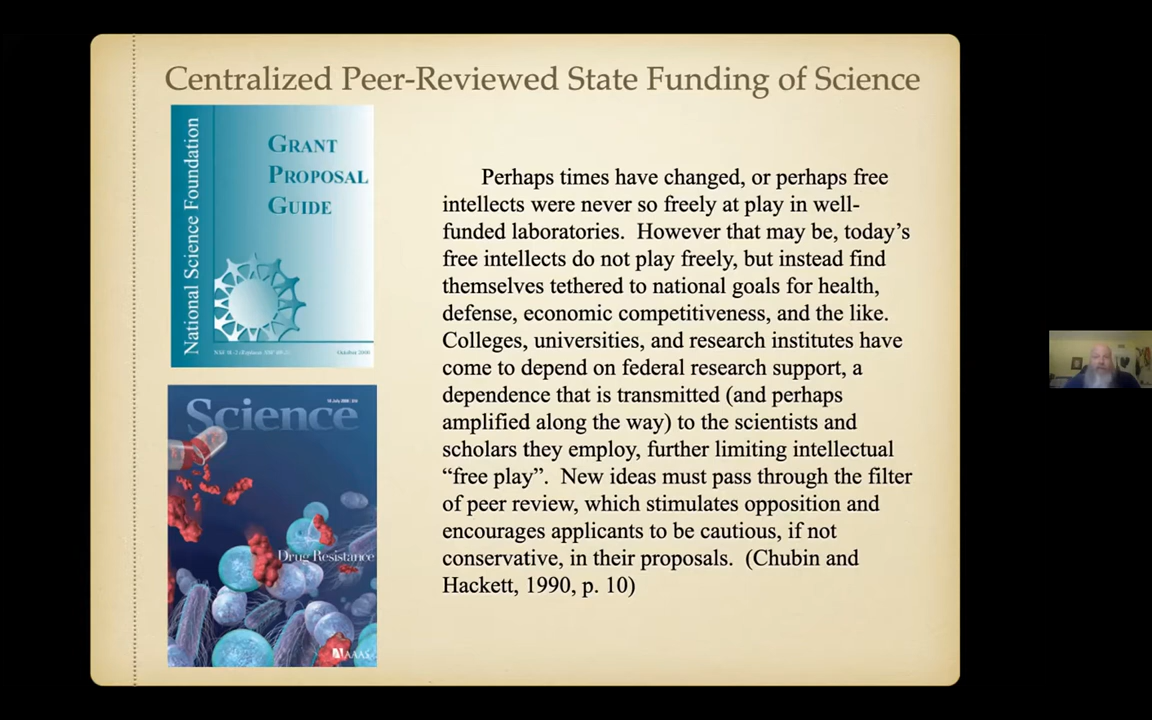 Centralized Peer-Reviewed State Funding of Science
National Science Foundation
GRANT
PROPOSAL
GUIDE
October 2000
Science
Drug Resistance
AAAS
Perhaps times have changed, or perhaps free
intellects were never so freely at play in well-
funded laboratories. However that may be, today’s
free intellects do not play freely, but instead find
themselves tethered to national goals for health,
defense, economic competitiveness, and the like.
Colleges, universities, and research institutes have
come to depend on federal research support, a
dependence that is transmitted (and perhaps
amplified along the way) to the scientists and
scholars they employ, further limiting intellectual
“free play”. New ideas must pass through the filter
of peer review, which stimulates opposition and
encourages applicants to be cautious, if not
conservative, in their proposals. (Chubin and
Hackett, 1990, p. 10)